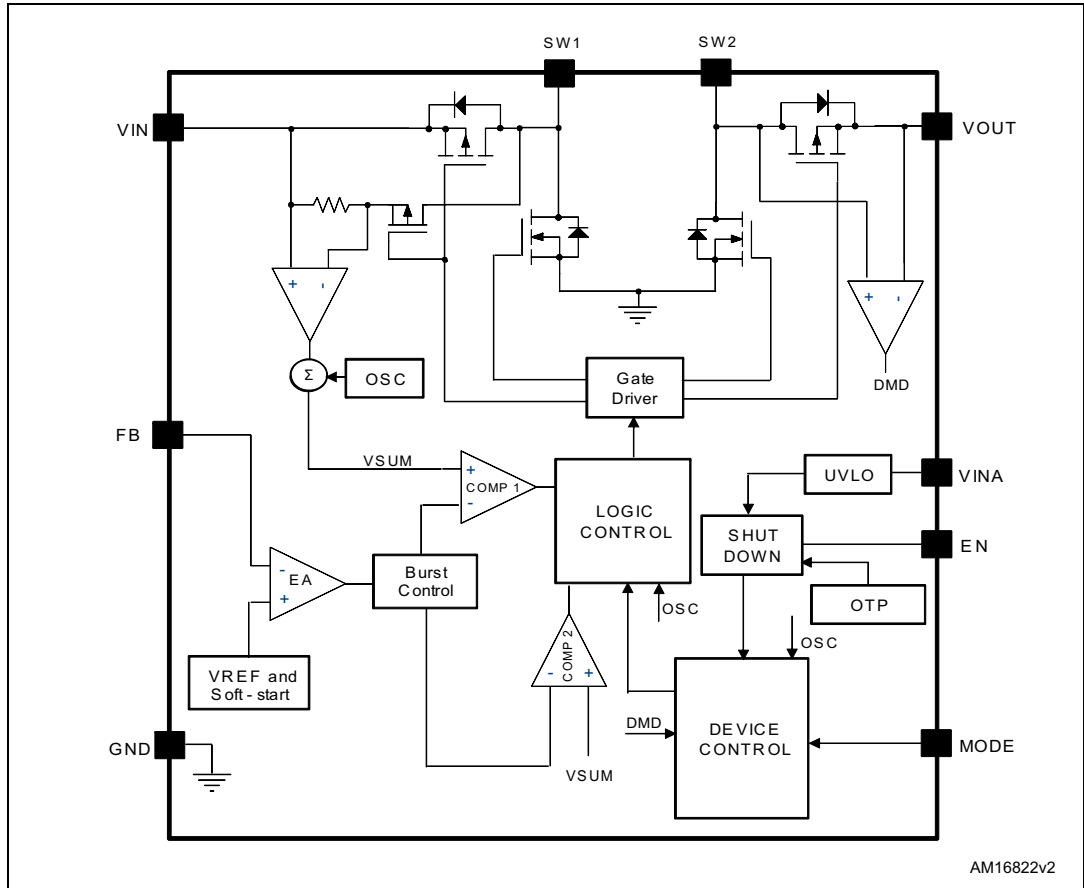 SW1
SW2
VIN
VOUT
+ -
+ -
Σ
OSC
Gate
Driver
DMD
FB
VSUM
+
COMP 1
-
LOGIC
CONTROL
UVLO
VINA
SHUT
DOWN
EN
-
EA
+
Burst
Control
OSC
OTP
COMP 2
- +
OSC
VREF and
Soft-start
DMD
DEVICE
CONTROL
GND
MODE
VSUM
AM16822v2